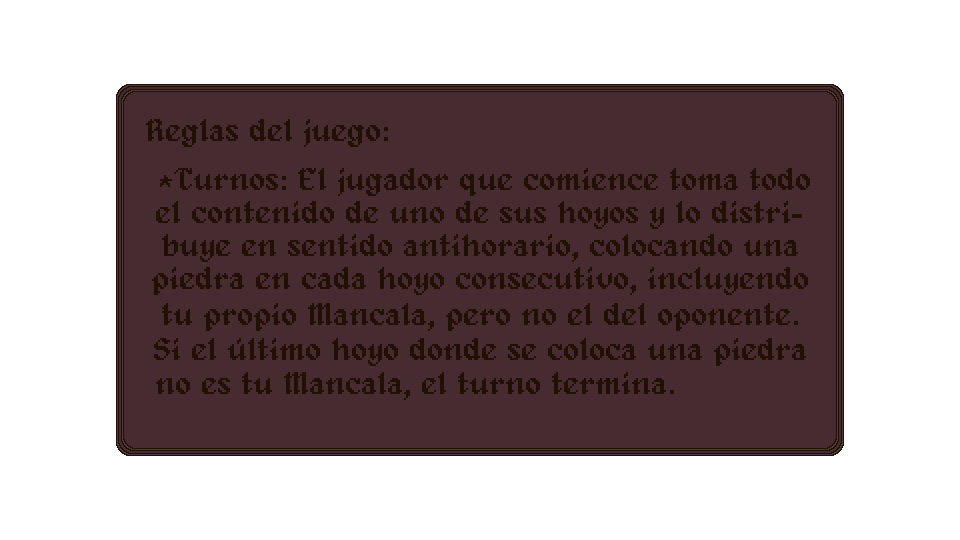 Reglas del juego:
*Turnos: El jugador que comience toma todo
el contenido de uno de sus hoyos y lo distri-
buye en sentido antihorario, colocando una
piedra en cada hoyo consecutivo, incluyendo
tu propio Mancala, pero no el del oponente.
Si el último hoyo donde se coloca una piedra
no es tu Mancala, el turno termina.